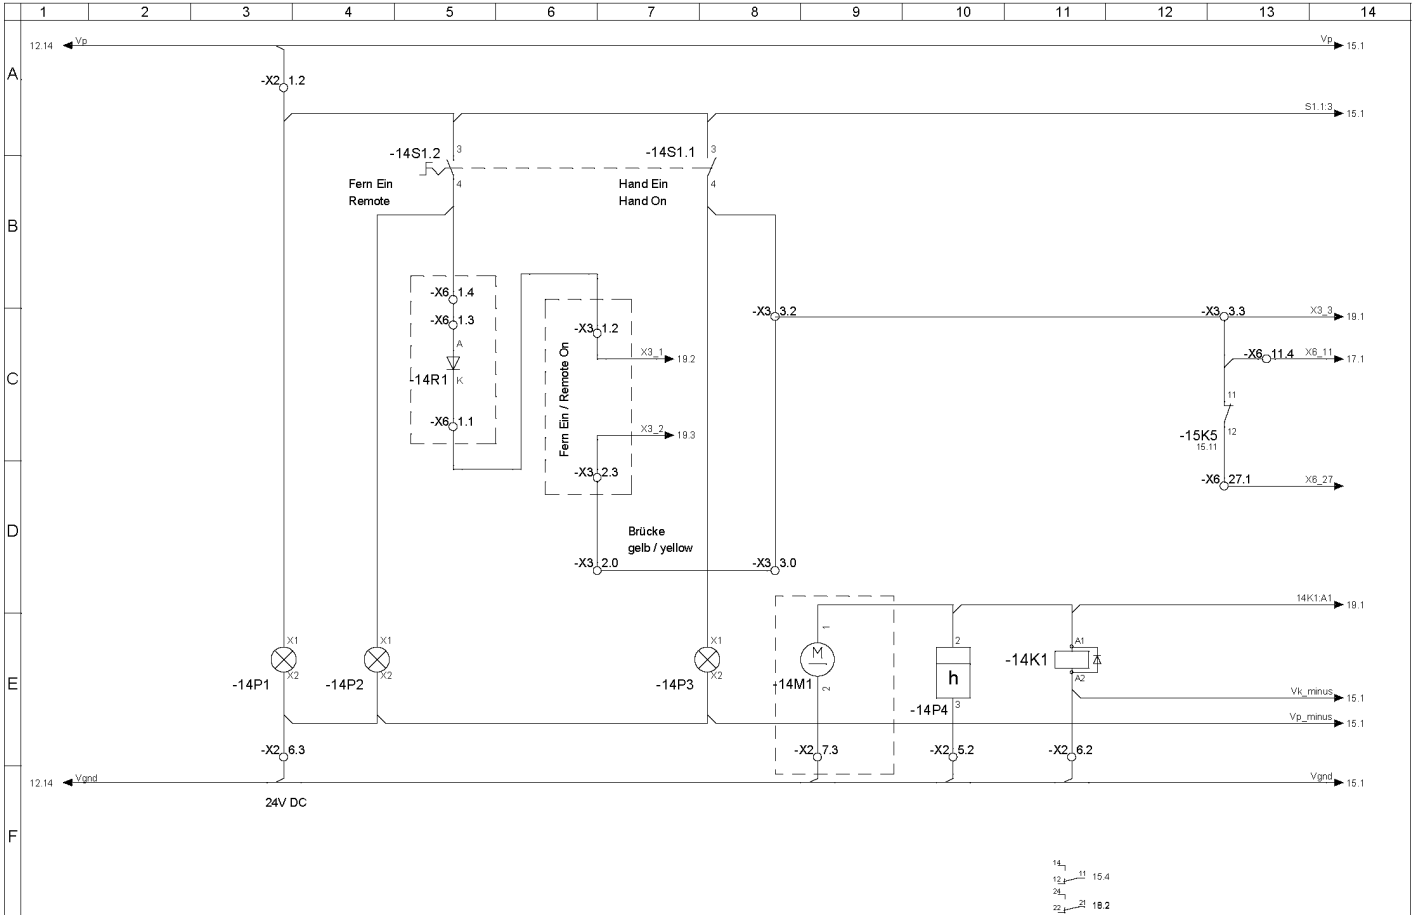 1 2 3 4 5 6 7 8 9 10 11 12 13 14
12.14 Vp Vp 15.1
A
-X2 1.2
S1.1:3 15.1
-14S1.2 3 -14S1.1 3
4 4
Fern Ein Hand Ein
Remote Hand On
B
-X6 1.4
-X3 3.2 -X3 3.3 X3_3 19.1
-X6 1.3 -X3 1.2
A X3_1 19.2 -X6 11.4 X6_11 17.1
C
-14R1 K
Fern Ein / Remote On
11
-X6 1.1
X3_2 19.3 -15K5 12
15.11
-X3 2.3 -X6 27.1 X6_27
D
Brücke
gelb / yellow
-X3 2.0 -X3 3.0
14K1:A1 19.1
1 2
X1 X1 X1 M A1
-14K1
E
X2 X2 X2 h A2
-14P1 -14P2 -14P3 -14M1 2
Vk_minus 15.1
-14P4 3
Vp_minus 15.1
-X2 6.3 -X2 7.3 -X2 5.2 -X2 6.2
12.14 Vgnd Vgnd 15.1
24V DC
F
14
12 11 15.4
24
22 21 18.2